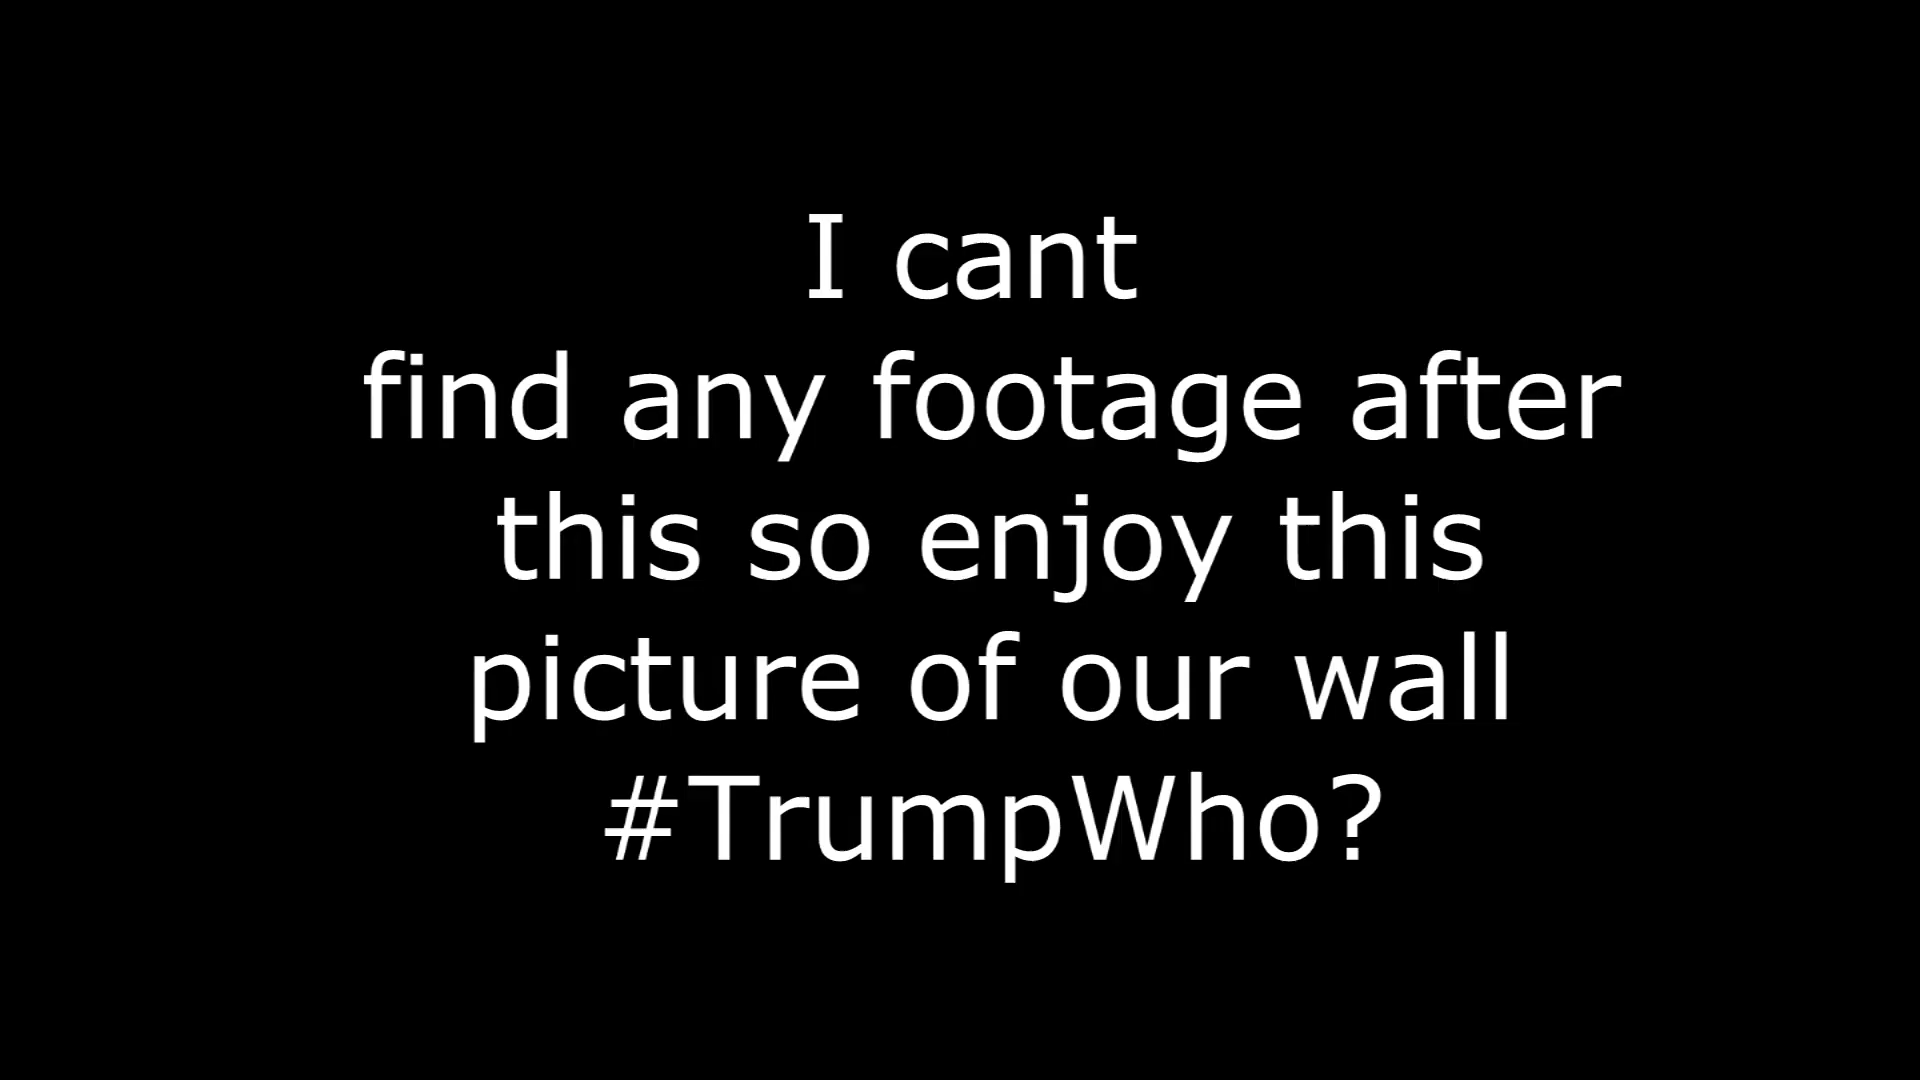 I cant
find any footage after
this so enjoy this
picture of our wall
#TrumpWho?